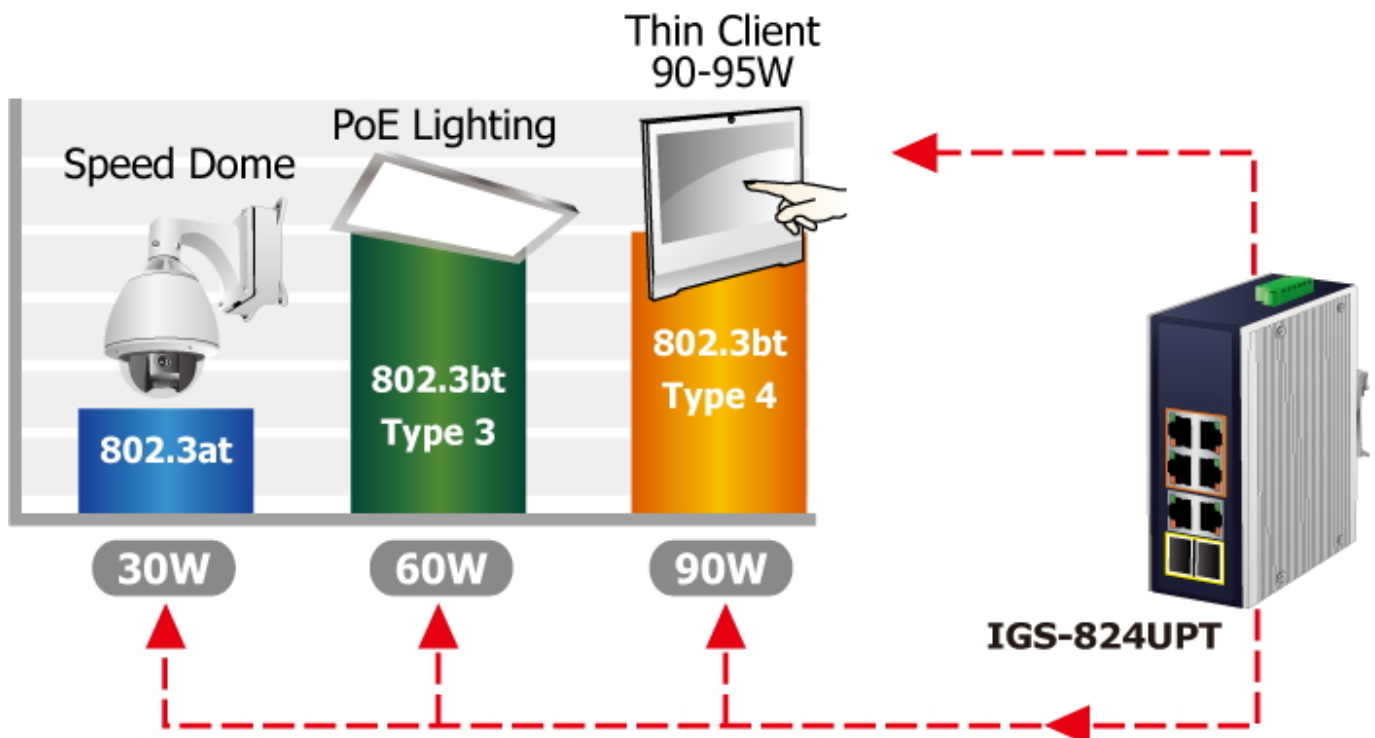 Thin Client
90-95W
PoE Lighting
Speed Dome
802.3at
802.3bt
Type 3
802.3bt
Type 4
30W
60W
90W
IGS-824UPT